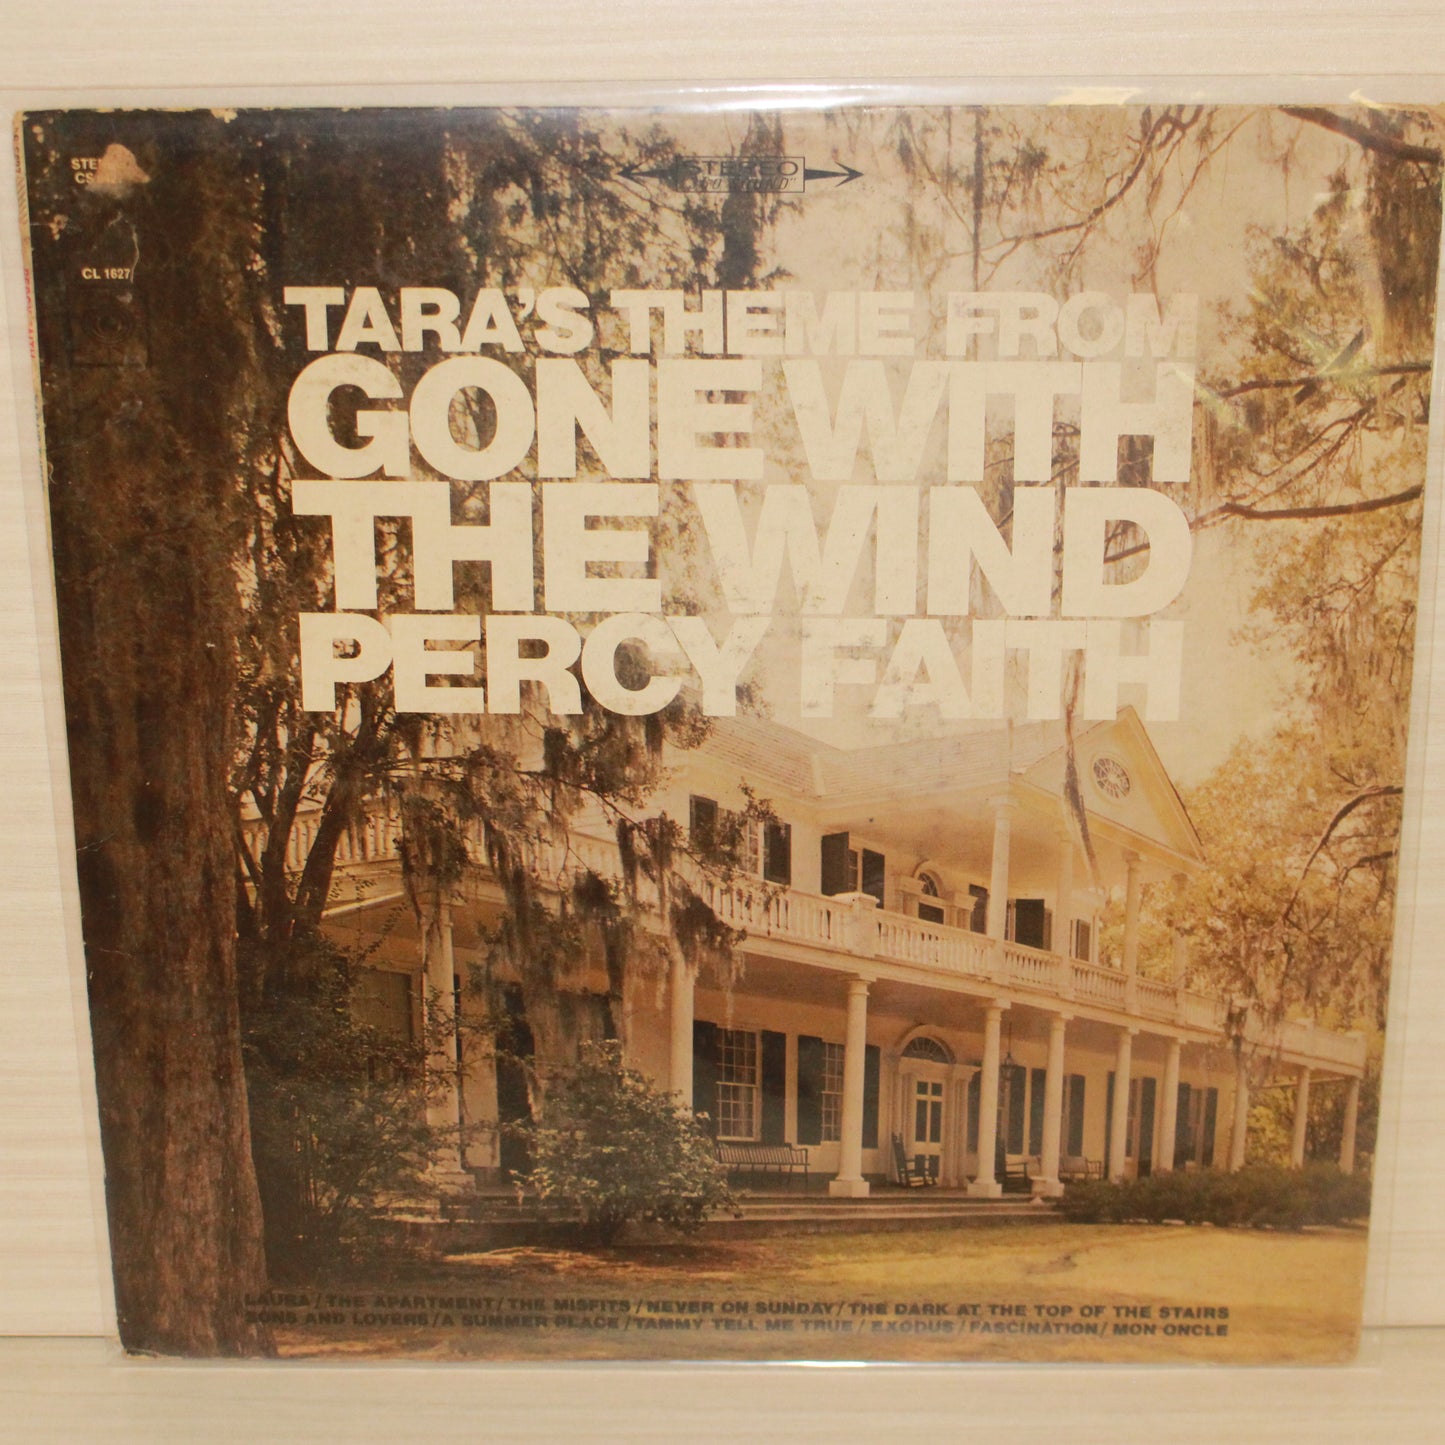 CL 1627
STEREO
TARA'S THEME FROM
GONE WITH
THE WIND
PERCY FAITH
LAURA/THE APARTMENT/THE MISFITS/NEVER ON SUNDAY/THE DARK AT THE TOP OF THE STAIRS
SONS AND LOVERS/A SUMMER PLACE/TAMMY TELL ME TRUE/EXODUS/FASCINATION/MON ONCLE